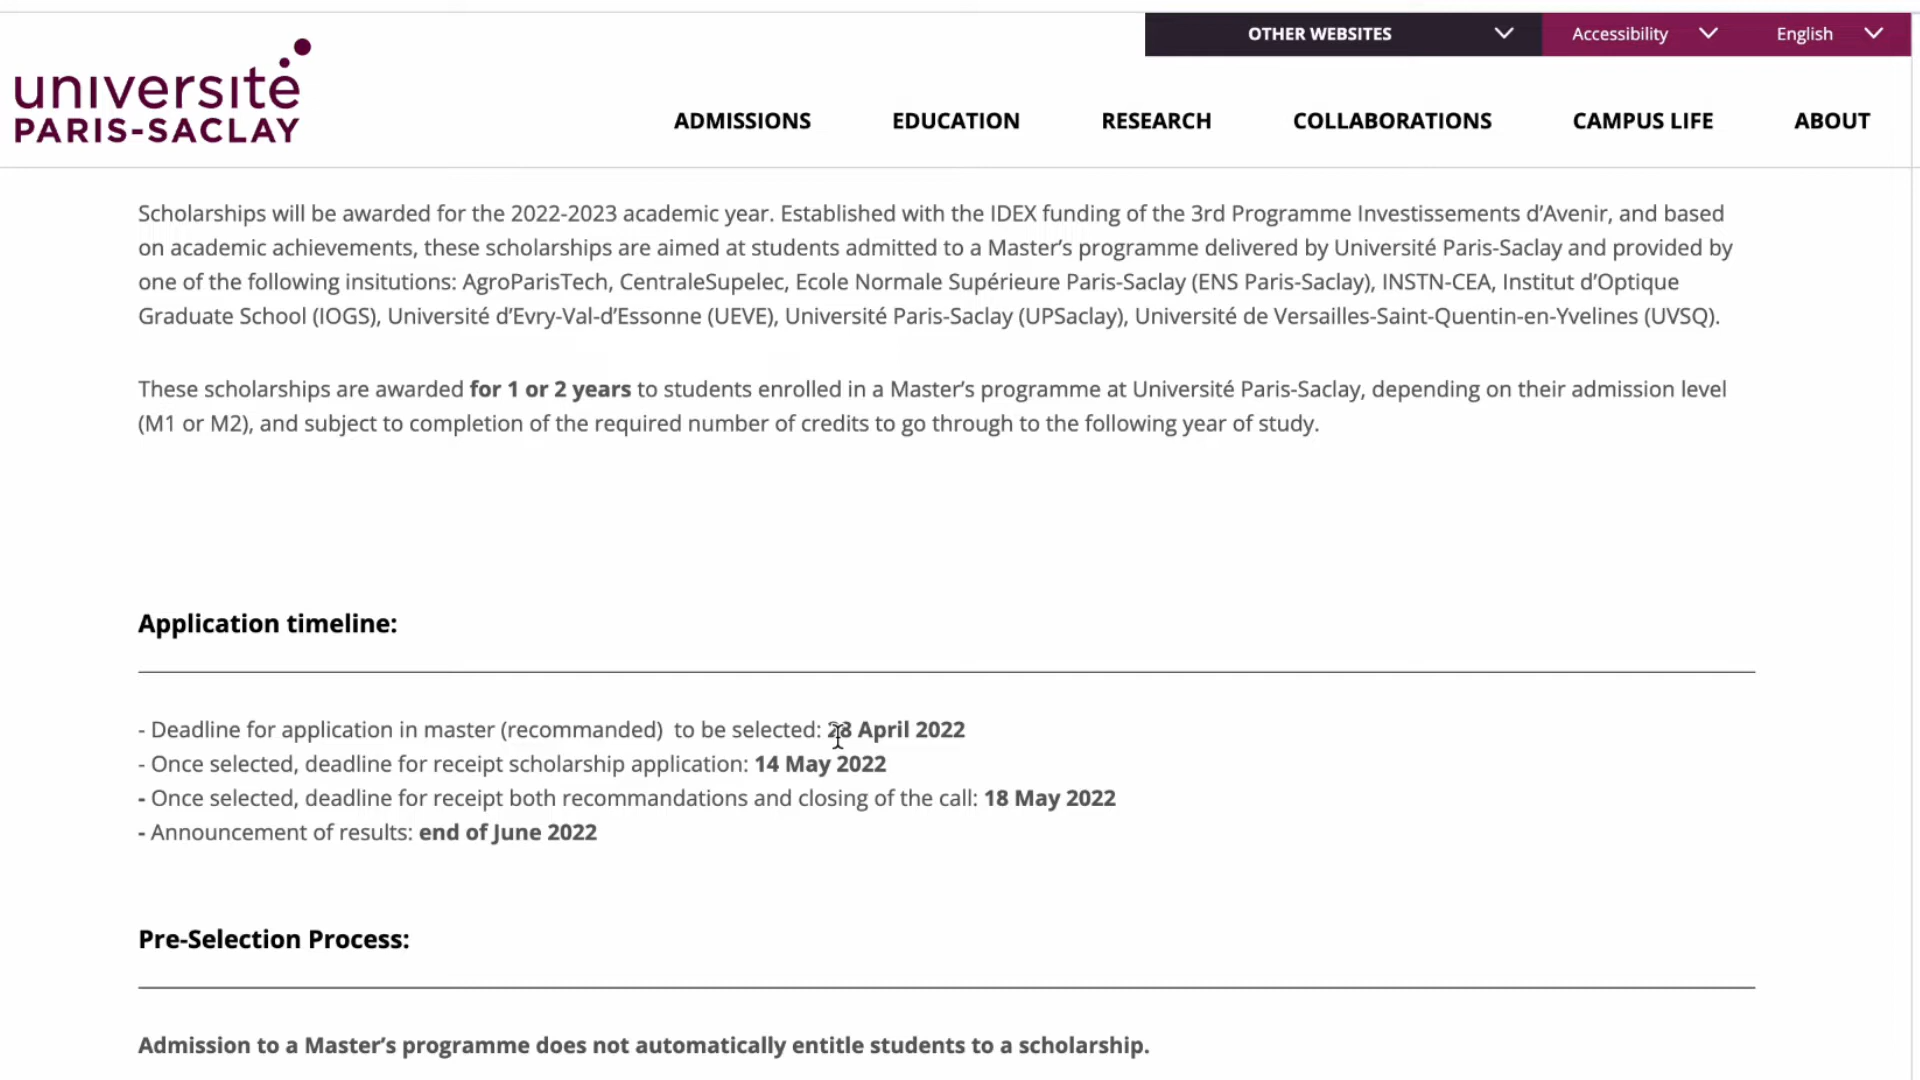 OTHER WEBSITES
Accessibility
English
université
PARIS-SACLAY
ADMISSIONS
EDUCATION
RESEARCH
COLLABORATIONS
CAMPUS LIFE
ABOUT
Scholarships will be awarded for the 2022-2023 academic year. Established with the IDEX funding of the 3rd Programme Investissements d’Avenir, and based
on academic achievements, these scholarships are aimed at students admitted to a Master’s programme delivered by Université Paris-Saclay and provided by
one of the following insitutions: AgroParisTech, CentraleSupelec, Ecole Normale Supérieure Paris-Saclay (ENS Paris-Saclay), INSTN-CEA, Institut d’Optique
Graduate School (IOGS), Université d’Evry-Val-d’Essonne (UEVE), Université Paris-Saclay (UPSaclay), Université de Versailles-Saint-Quentin-en-Yvelines (UVSQ).
These scholarships are awarded for 1 or 2 years to students enrolled in a Master’s programme at Université Paris-Saclay, depending on their admission level
(M1 or M2), and subject to completion of the required number of credits to go through to the following year of study.
Application timeline:
- Deadline for application in master (recommanded) to be selected: 28 April 2022
- Once selected, deadline for receipt scholarship application: 14 May 2022
- Once selected, deadline for receipt both recommandations and closing of the call: 18 May 2022
- Announcement of results: end of June 2022
Pre-Selection Process:
Admission to a Master’s programme does not automatically entitle students to a scholarship.